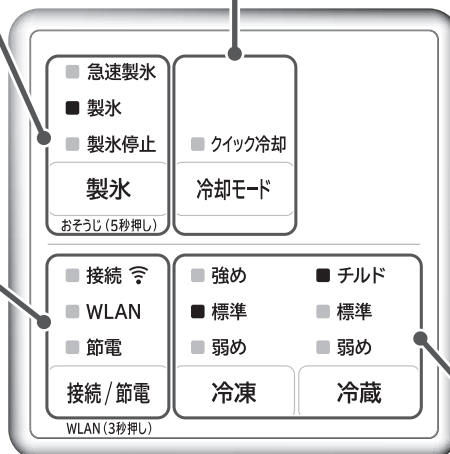 急速製氷
製氷
製氷停止
製氷
おそうじ(5秒押し)
クイック冷却
冷却モード
接続
WLAN
節電
接続/節電
WLAN(3秒押し)
強め
標準
弱め
冷凍
チルド
標準
弱め
冷蔵